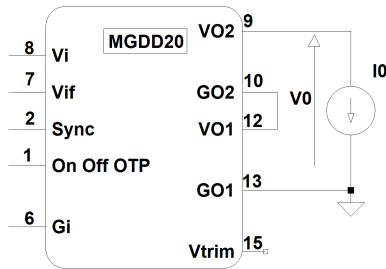 MGDD20
8 Vi
7 Vif
2 Sync
1 On Off OTP
6 Gi
VO2 9
GO2 10
VO1 12
GO1 13
Vtrim 15
V0
I0